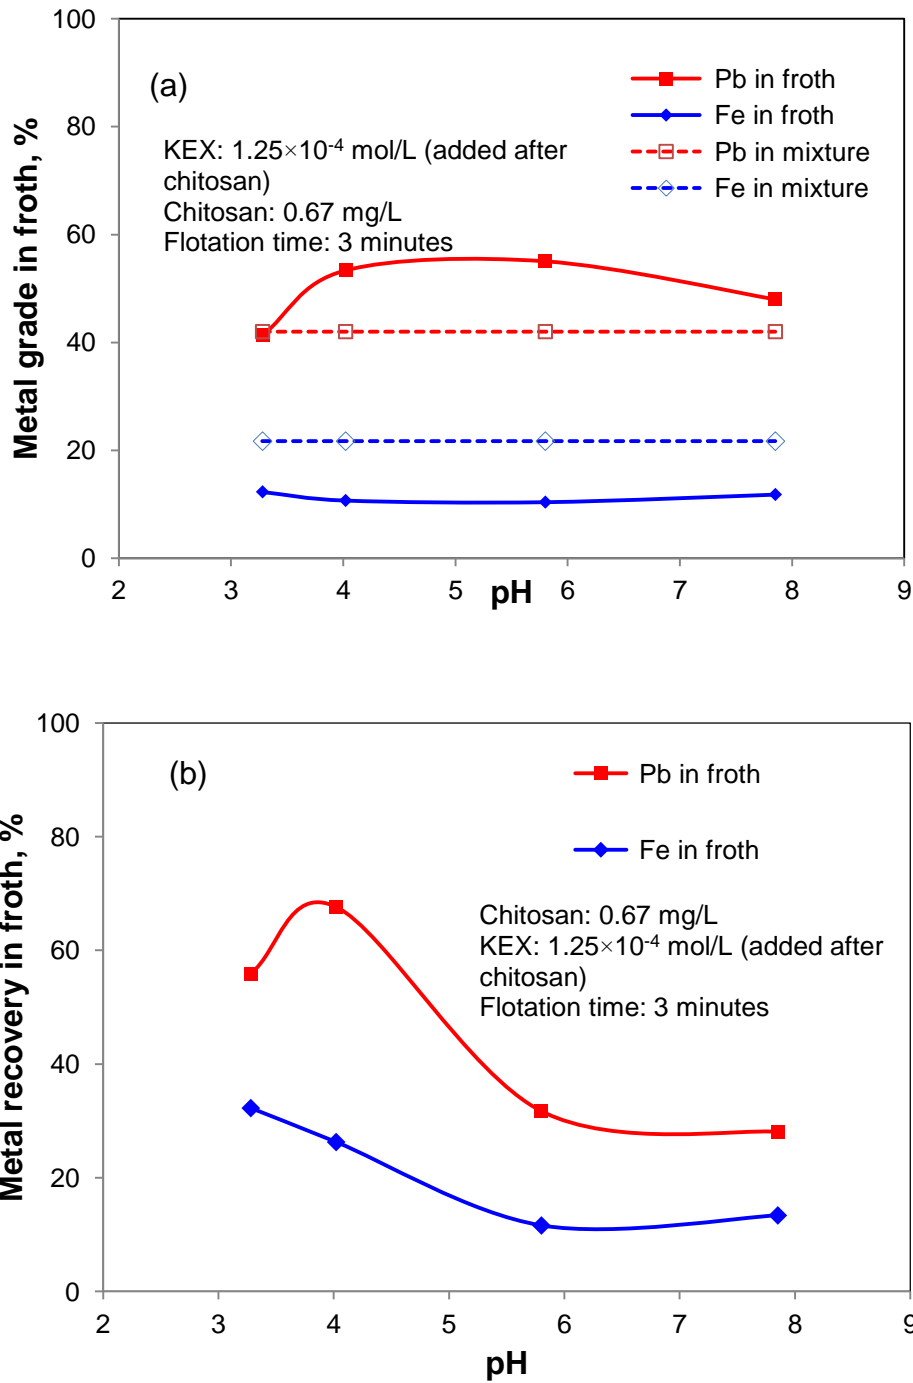 100
80
60
40
20
0
Metal grade in froth, %
(a)
KEX: 1.25×10-4 mol/L (added after
chitosan)
Chitosan: 0.67 mg/L
Flotation time: 3 minutes
Pb in froth
Fe in froth
Pb in mixture
Fe in mixture
2 3 4 5 6 7 8 9
pH
100
80
60
40
20
0
Metal recovery in froth, %
(b)
Pb in froth
Fe in froth
Chitosan: 0.67 mg/L
KEX: 1.25×10-4 mol/L (added after
chitosan)
Flotation time: 3 minutes
2 3 4 5 6 7 8 9
pH